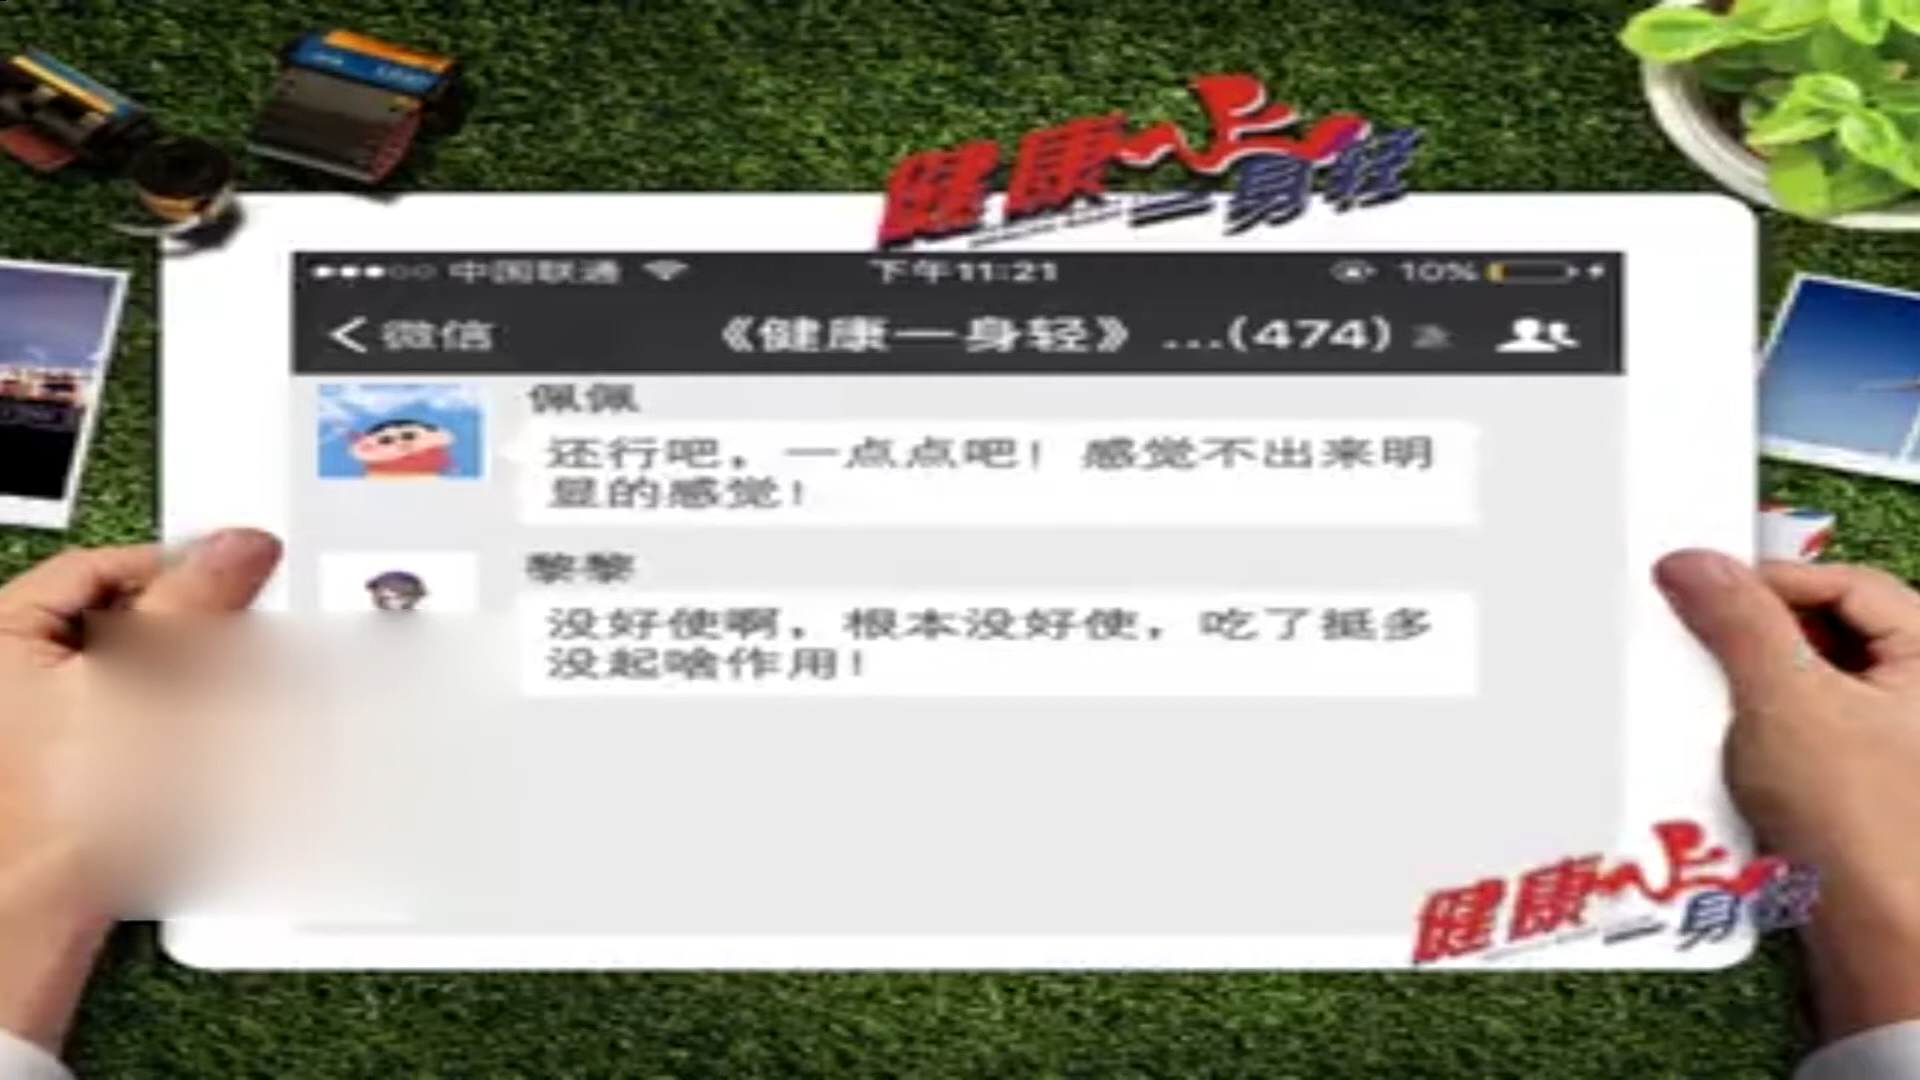 健康一身轻
中国联通 下午11:21 10%
微信 《健康一身轻》 ...(474)
佩佩
还行吧，一点点吧！感觉不出来明
显的感觉！
黎黎
没好使啊，根本没好使，吃了挺多
没起啥作用！
健康一身轻